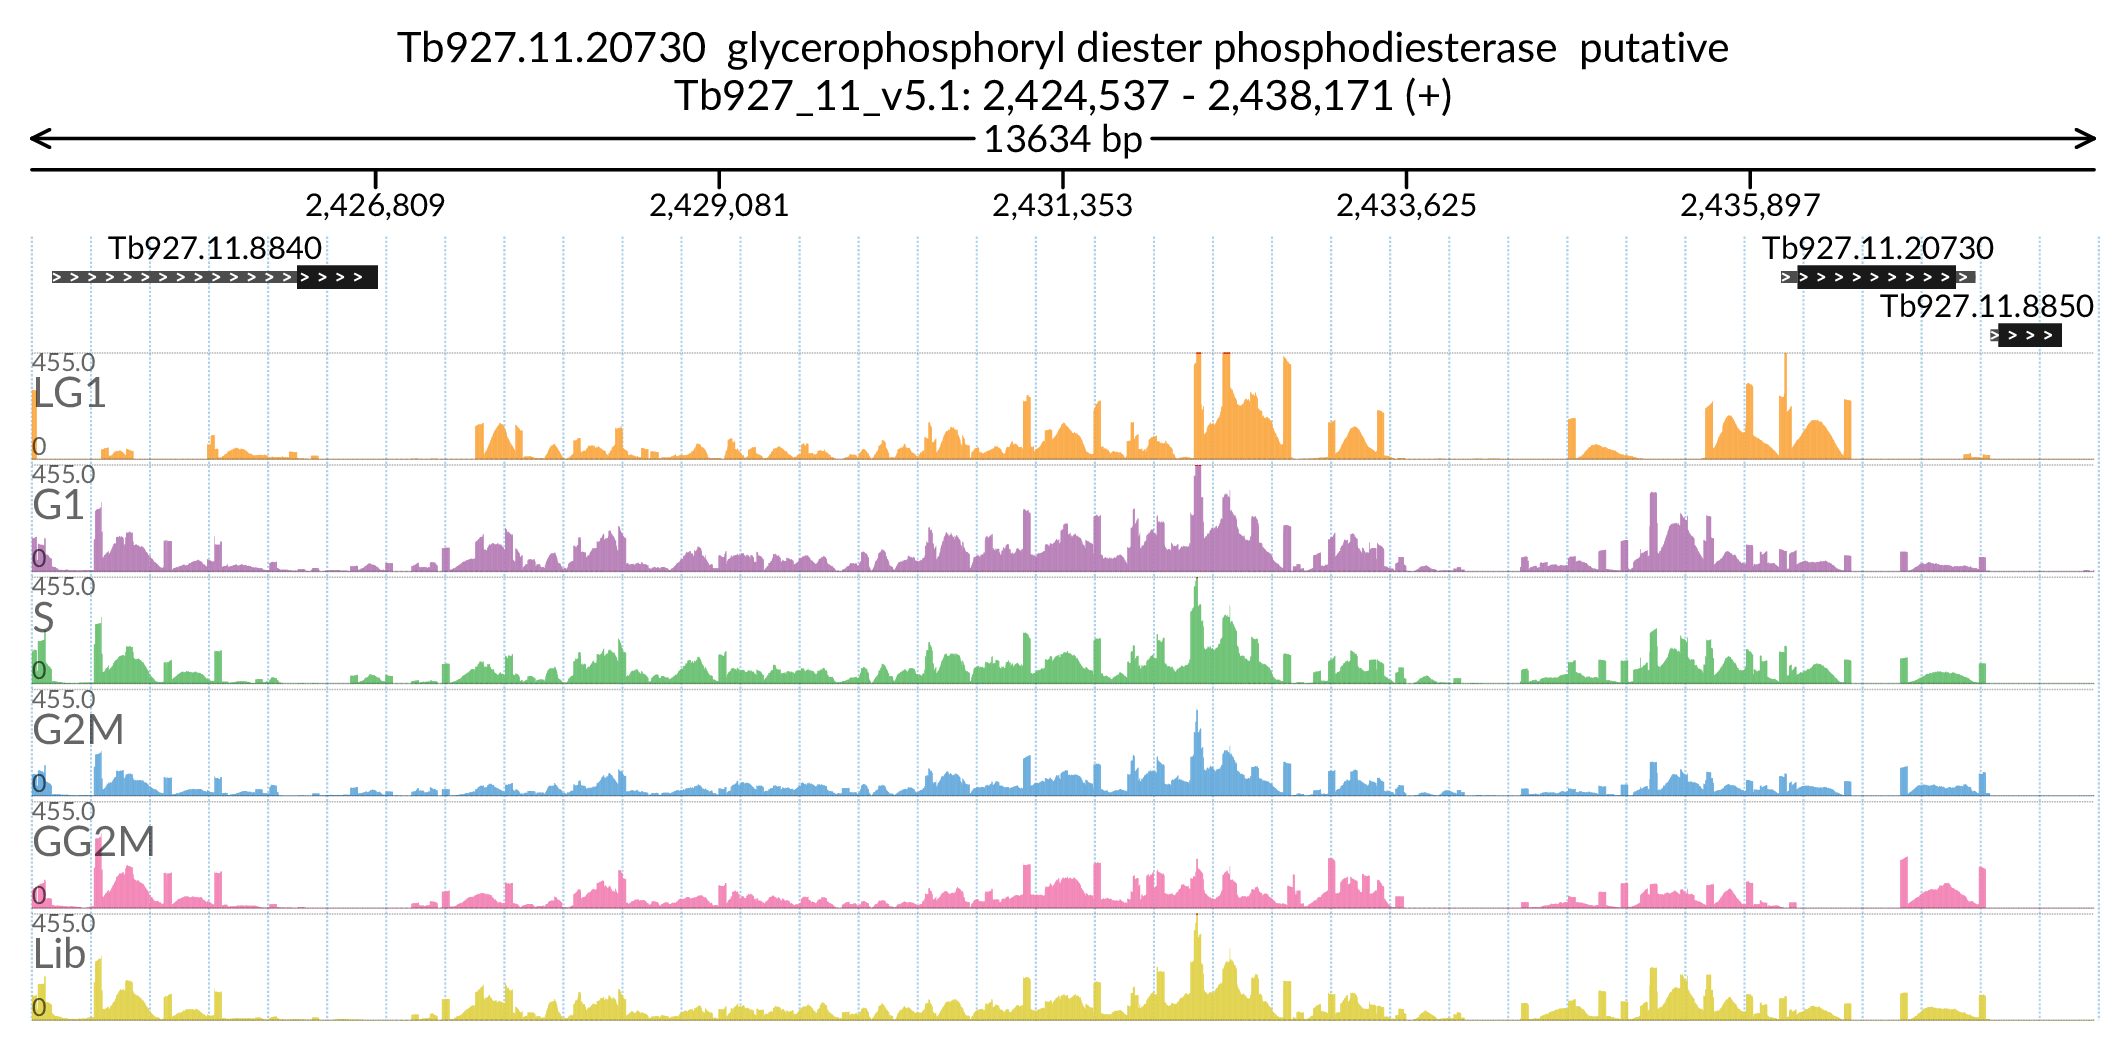 Tb927.11.20730  glycerophosphoryl diester phosphodiesterase  putative
Tb927_11_v5.1: 2,424,537 - 2,438,171 (+)
13634 bp
2,426,809 2,429,081 2,431,353 2,433,625 2,435,897
Tb927.11.8840 Tb927.11.20730
Tb927.11.8850
455.0
LG1
0
455.0
G1
0
455.0
S
0
455.0
G2M
0
455.0
GG2M
0
455.0
Lib
0